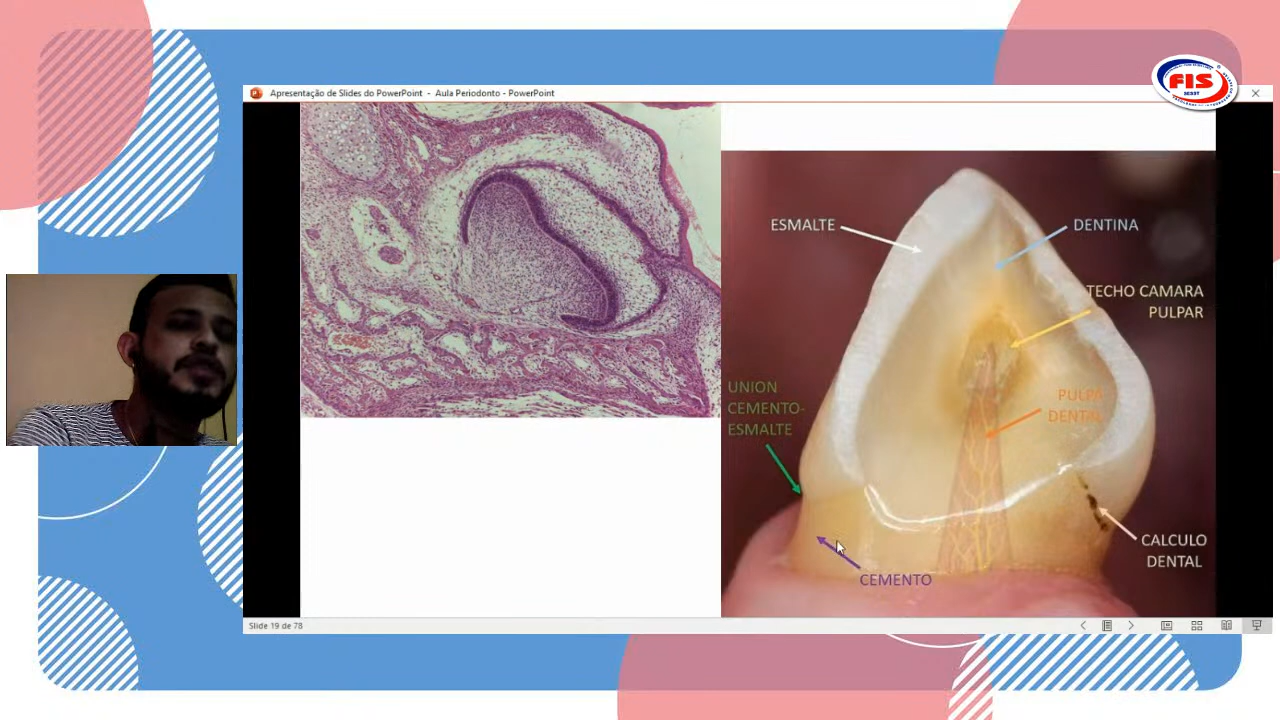 FIS
SESST
Apresentação de Slides do PowerPoint - Aula Periodonto - PowerPoint
ESMALTE
DENTINA
TECHO CAMARA
PULPAR
UNION
CEMENTO-
ESMALTE
PULPA
CALCULO
DENTAL
CEMENTO
Slide 19 de 78